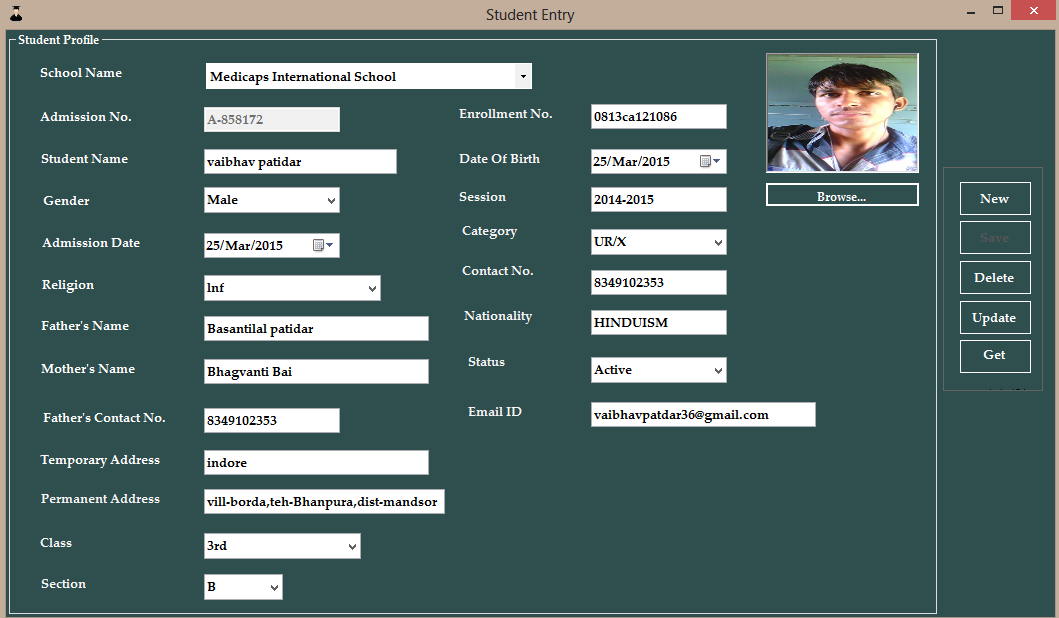 Student Entry
Student Profile
School Name Medicaps International School
Admission No. A-858172 Enrollment No. 0813ca121086
Student Name vaibhav patidar Date Of Birth 25/Mar/2015
Browse...
Gender Male Session 2014-2015
New
Admission Date 25/Mar/2015 Category UR/X
Save
Religion lnf Contact No. 8349102353
Delete
Father's Name Basantilal patidar Nationality HINDUISM
Update
Mother's Name Bhagvanti Bai Status Active
Get
Father's Contact No. 8349102353 Email ID vaibhavpatdar36@gmail.com
Temporary Address indore
Permanent Address vill-borda,teh-Bhanpura,dist-mandsor
Class 3rd
Section B